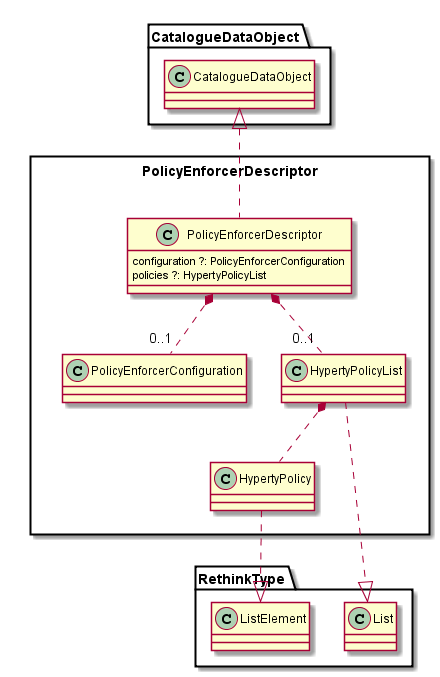 CatalogueDataObject
C CatalogueDataObject
PolicyEnforcerDescriptor
C PolicyEnforcerDescriptor
configuration ?: PolicyEnforcerConfiguration
policies ?: HypertyPolicyList
0..1
0..1
C PolicyEnforcerConfiguration
C HypertyPolicyList
C HypertyPolicy
RethinkType
C ListElement
C List